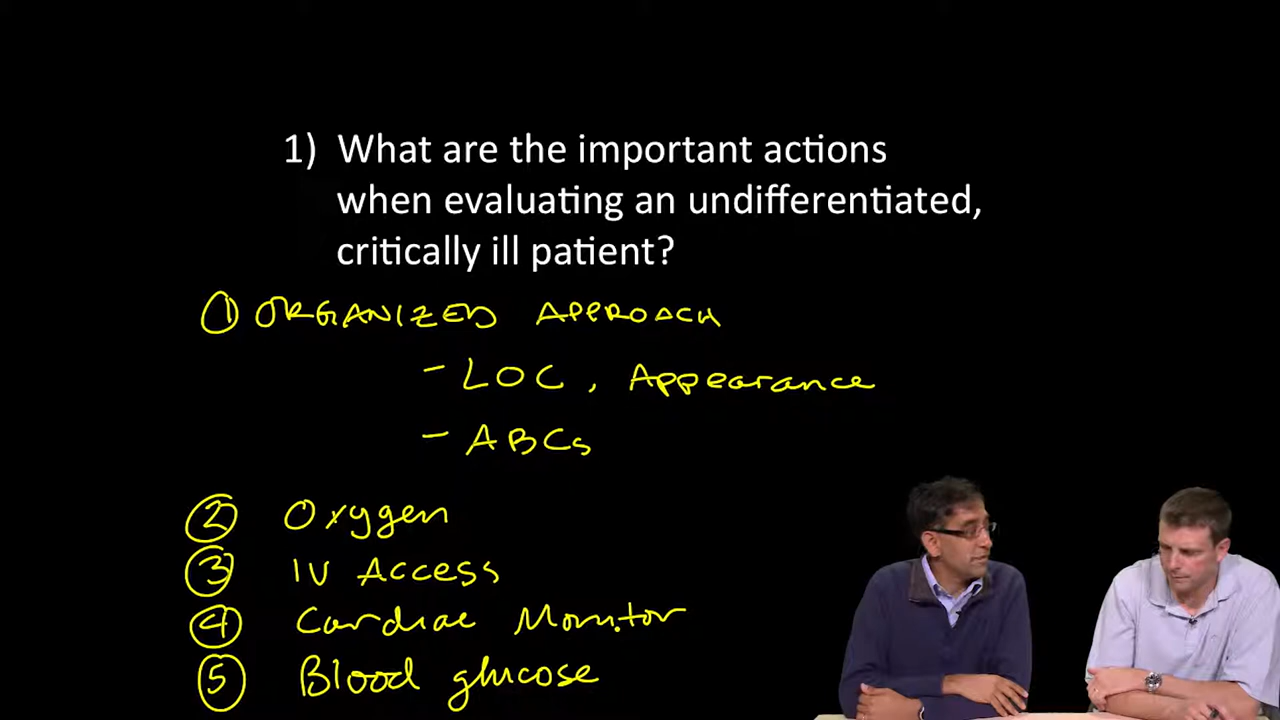 1) What are the important actions
when evaluating an undifferentiated,
critically ill patient?
① ORGANIZED APPROACH
- LOC, Appearance
- ABCs
② Oxygen
③ IV Access
④ Cardiac Monitor
⑤ Blood glucose